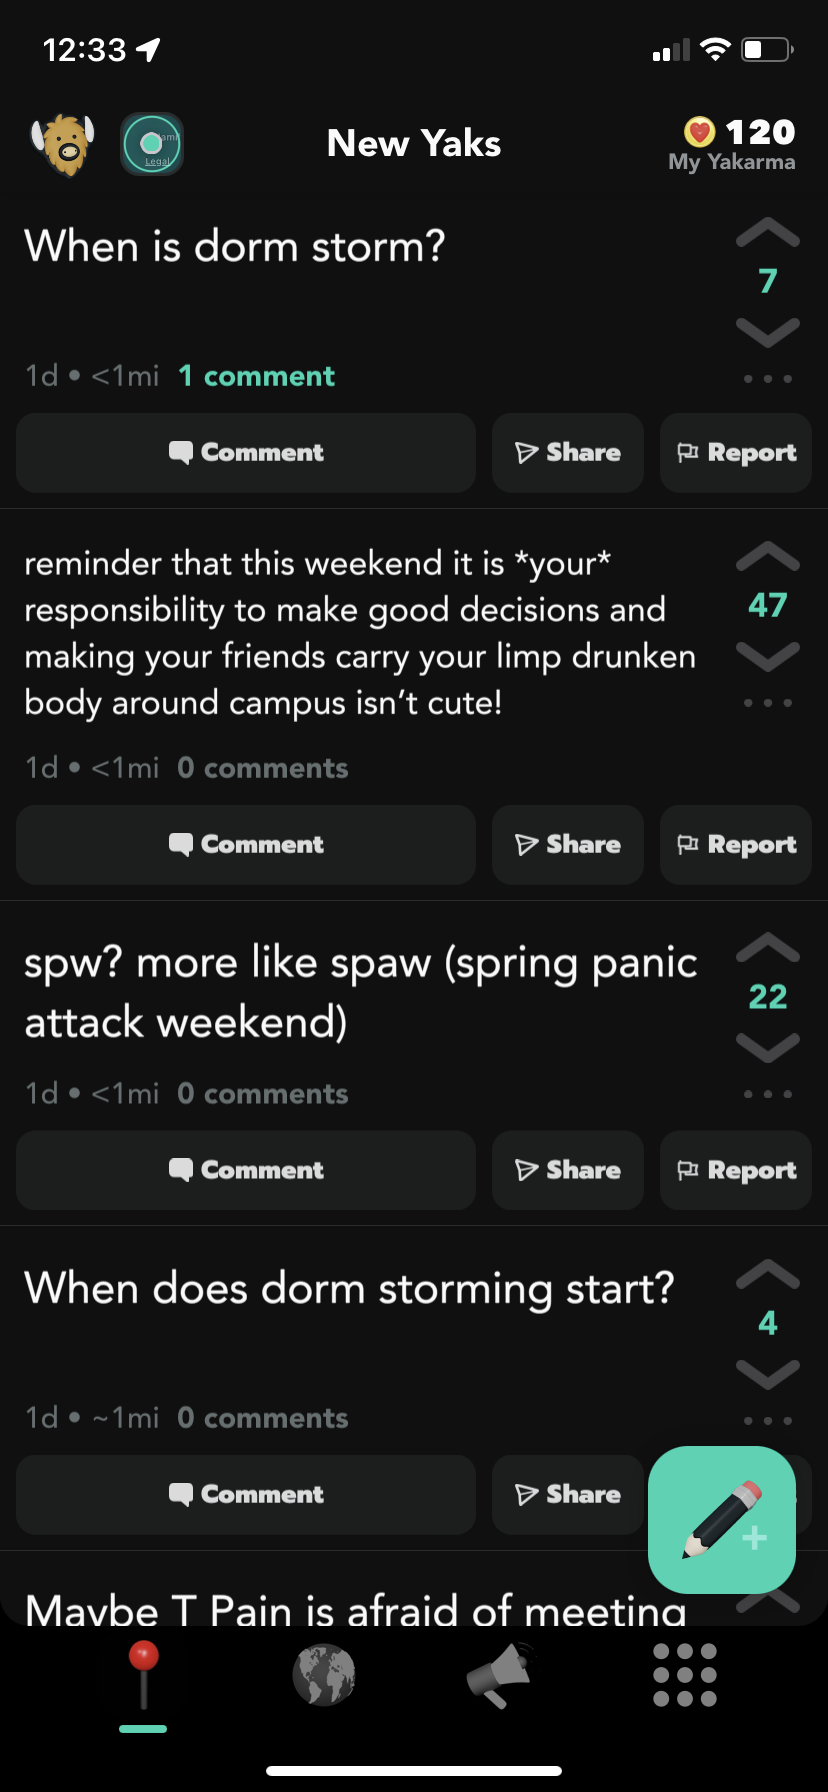 12:33
New Yaks
120
My Yakarma
Legal
When is dorm storm?
7
1d • <1mi 1 comment
Comment
Share
Report
reminder that this weekend it is *your*
responsibility to make good decisions and
making your friends carry your limp drunken
body around campus isn’t cute!
47
1d • <1mi 0 comments
Comment
Share
Report
spw? more like spaw (spring panic
attack weekend)
22
1d • <1mi 0 comments
Comment
Share
Report
When does dorm storming start?
4
1d • ~1mi 0 comments
Comment
Share
Maybe T Pain is afraid of meeting